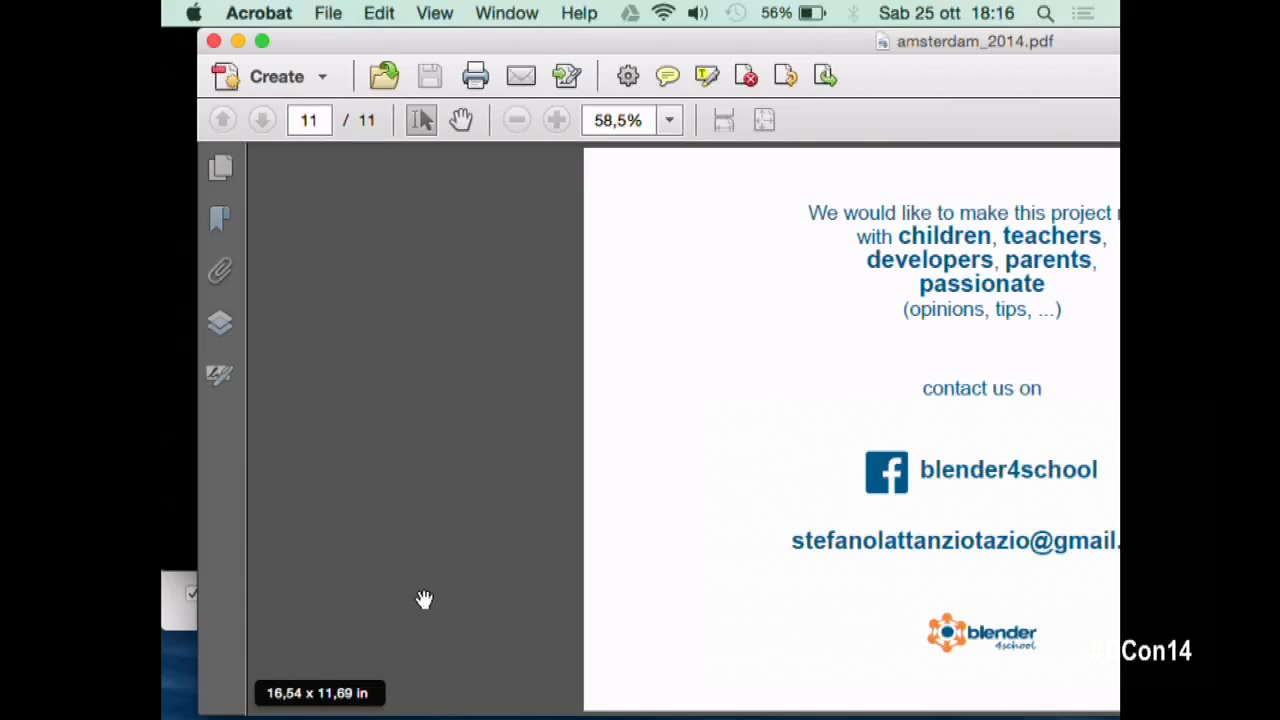 Acrobat File Edit View Window Help 56% Sab 25 ott 18:16
amsterdam_2014.pdf
Create
11 / 11 58,5%
We would like to make this project
with children, teachers,
developers, parents,
passionate
(opinions, tips, ...)
contact us on
blender4school
stefanolattanziotazio@gmail.
blender
4school
16,54 x 11,69 in